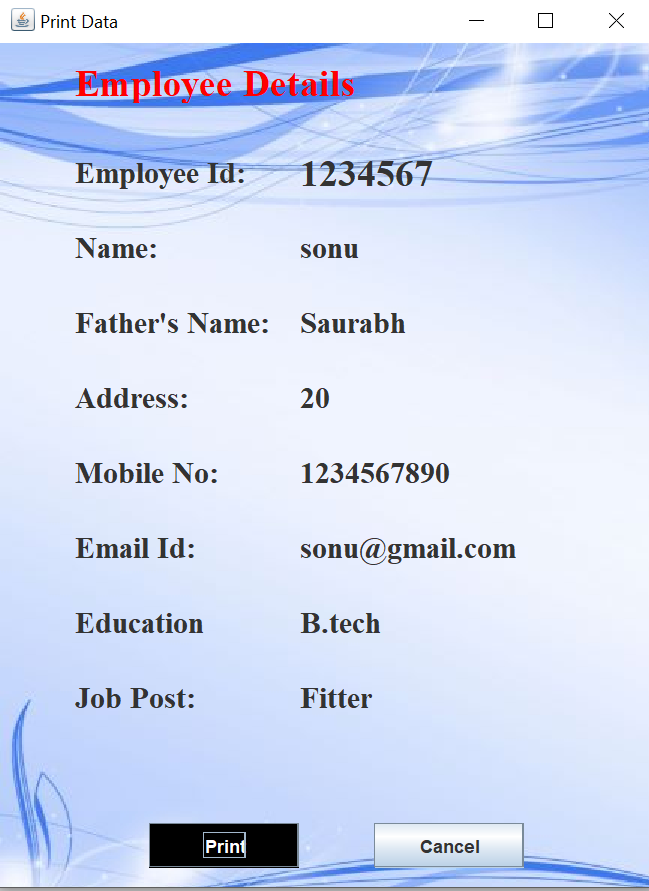 Print Data
Employee Details
Employee Id: 1234567
Name: sonu
Father's Name: Saurabh
Address: 20
Mobile No: 1234567890
Email Id: sonu@gmail.com
Education B.tech
Job Post: Fitter
Print Cancel